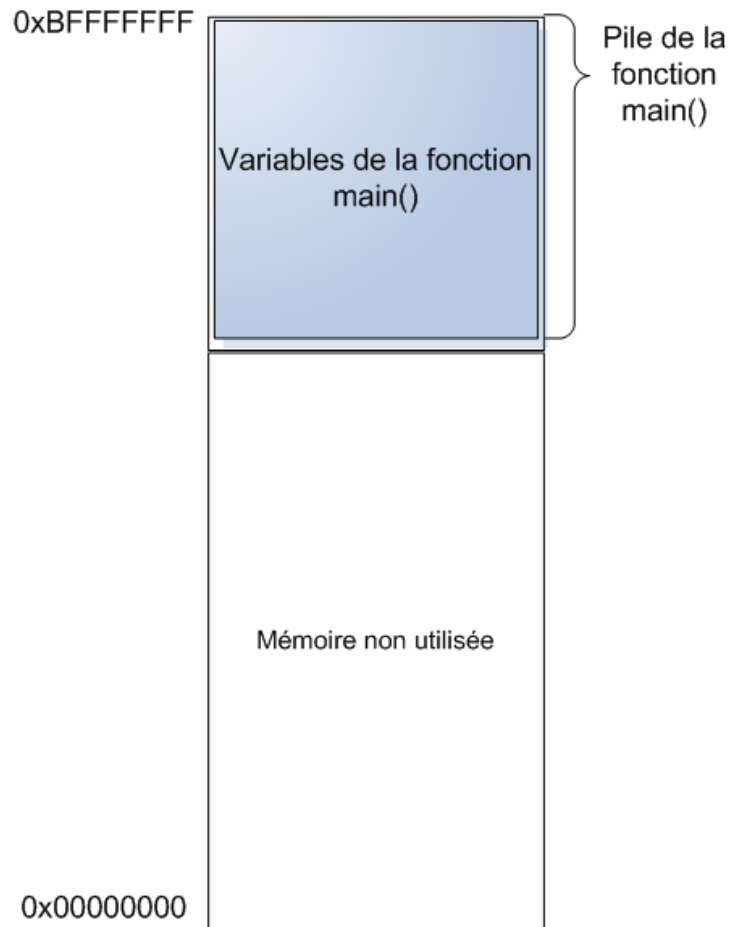 0xBFFFFFFF
Pile de la
fonction
main()
Variables de la fonction
main()
Mémoire non utilisée
0x00000000